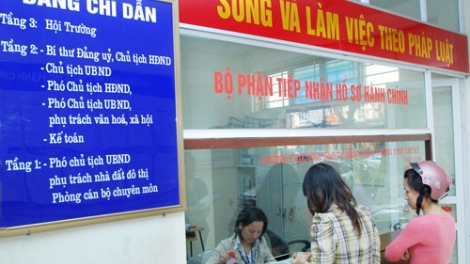 BẢNG CHỈ DẪN
Tầng 3: Hội Trường
Tầng 2: - Bí thư Đảng uỷ, Chủ tịch HĐND
- Chủ tịch UBND
- Phó Chủ tịch HĐND,
- Phó Chủ tịch UBND,
phụ trách văn hoá, xã hội
- Kế toán
Tầng 1: - Phó Chủ tịch UBND
phụ trách nhà đất đô thị
Phòng cán bộ chuyên môn
SỐNG VÀ LÀM VIỆC THEO PHÁP LUẬT
BỘ PHẬN TIẾP NHẬN HỒ SƠ HÀNH CHÍNH